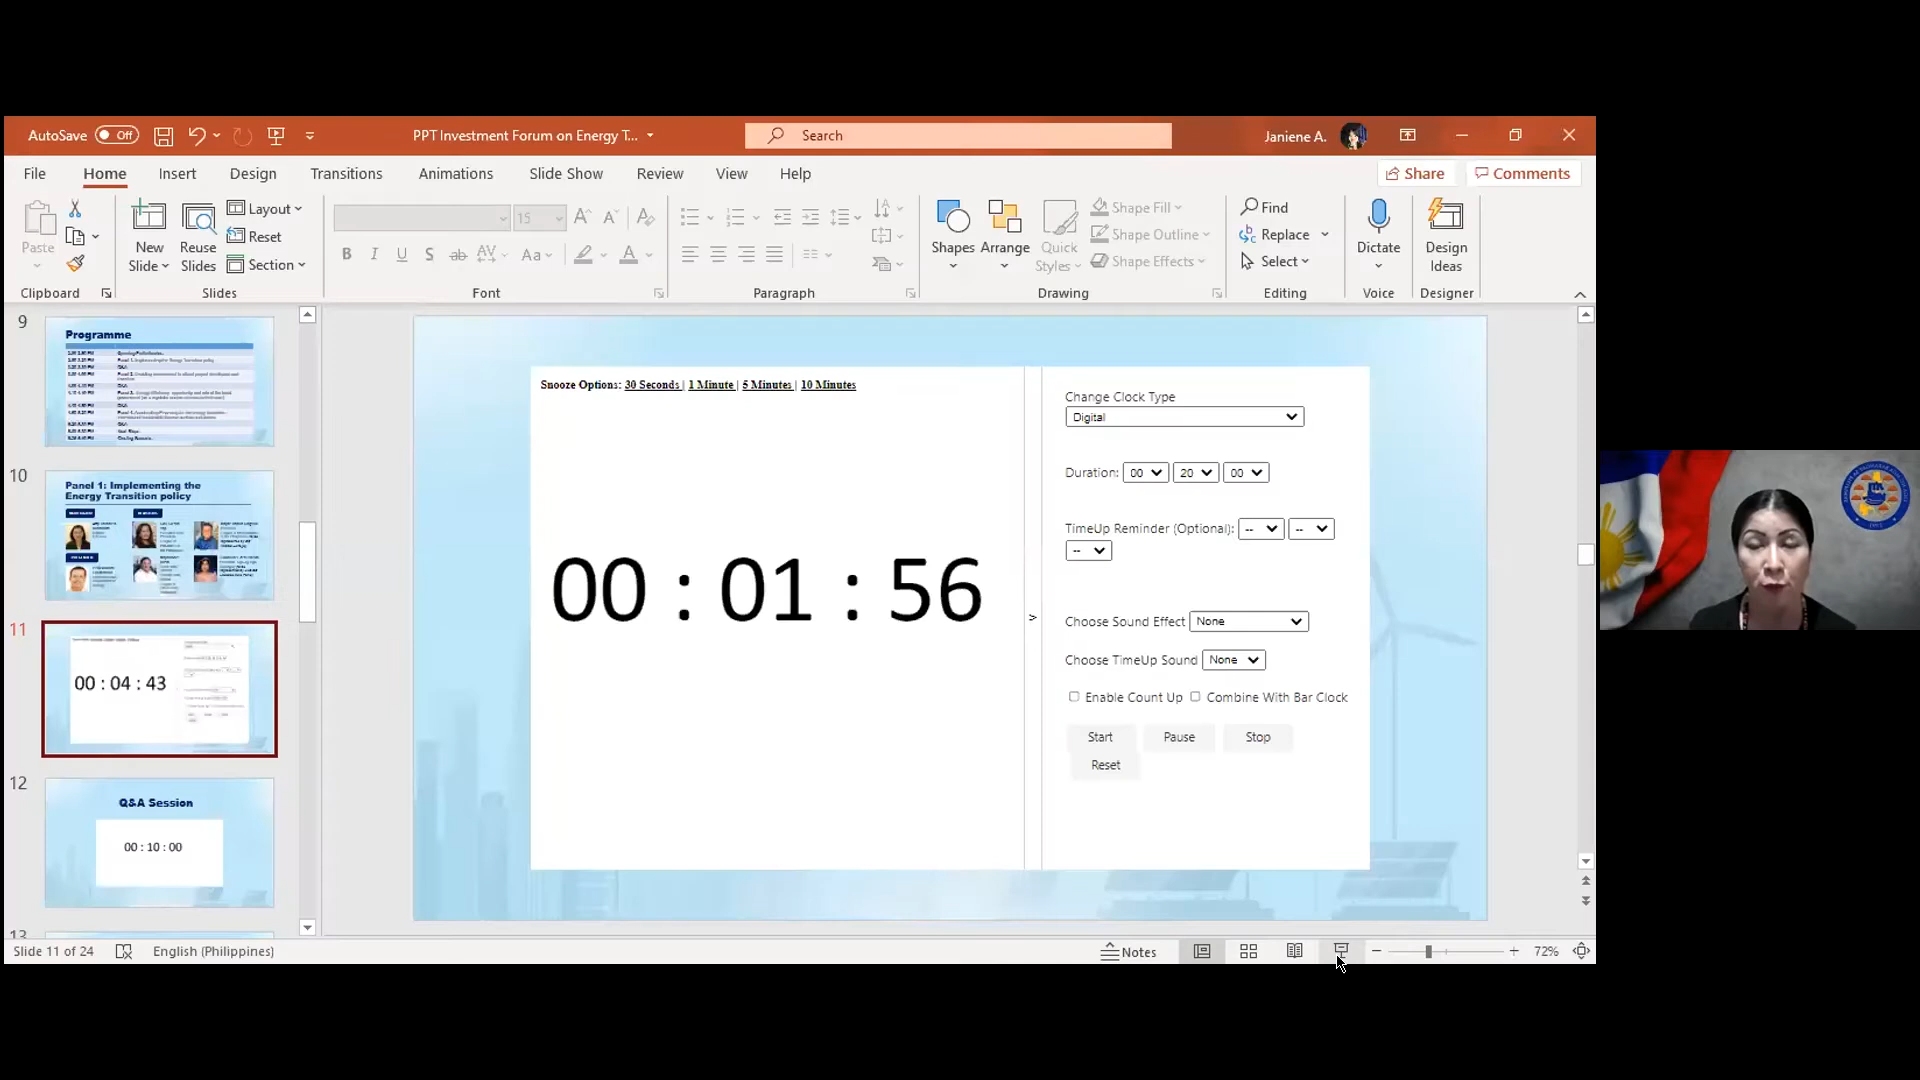 AutoSave Off
PPT Investment Forum on Energy T...
Search
Janiene A.
File Home Insert Design Transitions Animations Slide Show Review View Help
Share Comments
Paste
New Slide
Reuse Slides
Layout
Reset
Section
15
Aa
Shapes Arrange Quick Styles
Shape Fill
Shape Outline
Shape Effects
Find
Replace
Select
Dictate
Design Ideas
Clipboard Slides Font Paragraph Drawing Editing Voice Designer
9
Programme
10
Panel 1: Implementing the
Energy Transition policy
11
00 : 04 : 43
12
Q&A Session
00 : 10 : 00
13
Snooze Options: 30 Seconds | 1 Minute | 5 Minutes | 10 Minutes
00 : 01 : 56
>
Change Clock Type
Digital
Duration: 00 20 00
TimeUp Reminder (Optional): -- --
--
Choose Sound Effect None
Choose TimeUp Sound None
Enable Count Up Combine With Bar Clock
Start Pause Stop
Reset
Slide 11 of 24 English (Philippines) Notes 72%